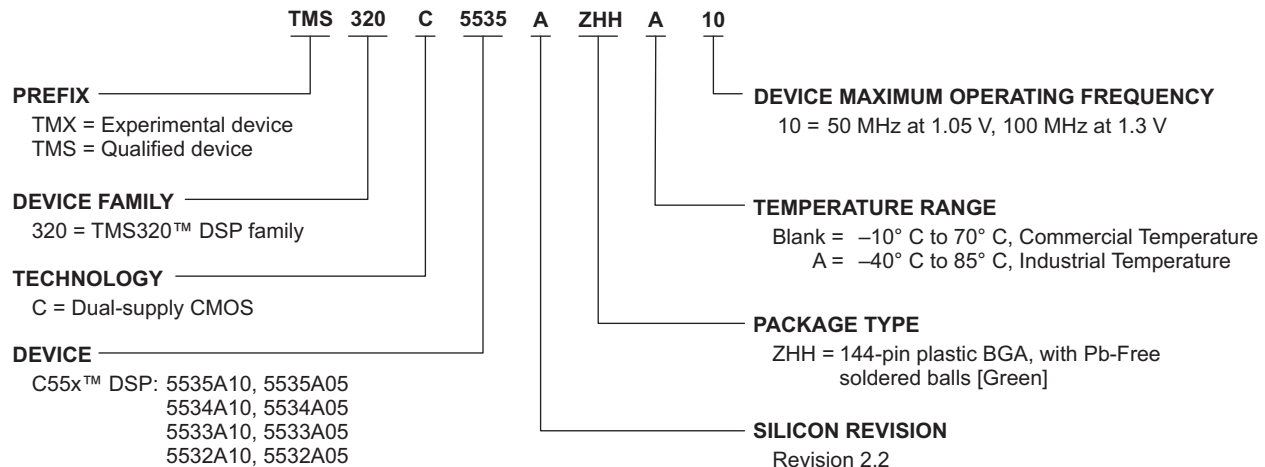 TMS 320 C 5535 A ZHH A 10
PREFIX
TMX = Experimental device
TMS = Qualified device
DEVICE FAMILY
320 = TMS320™ DSP family
TECHNOLOGY
C = Dual-supply CMOS
DEVICE
C55x™ DSP: 5535A10, 5535A05
5534A10, 5534A05
5533A10, 5533A05
5532A10, 5532A05
DEVICE MAXIMUM OPERATING FREQUENCY
10 = 50 MHz at 1.05 V, 100 MHz at 1.3 V
TEMPERATURE RANGE
Blank = –10° C to 70° C, Commercial Temperature
A = –40° C to 85° C, Industrial Temperature
PACKAGE TYPE
ZHH = 144-pin plastic BGA, with Pb-Free
soldered balls [Green]
SILICON REVISION
Revision 2.2